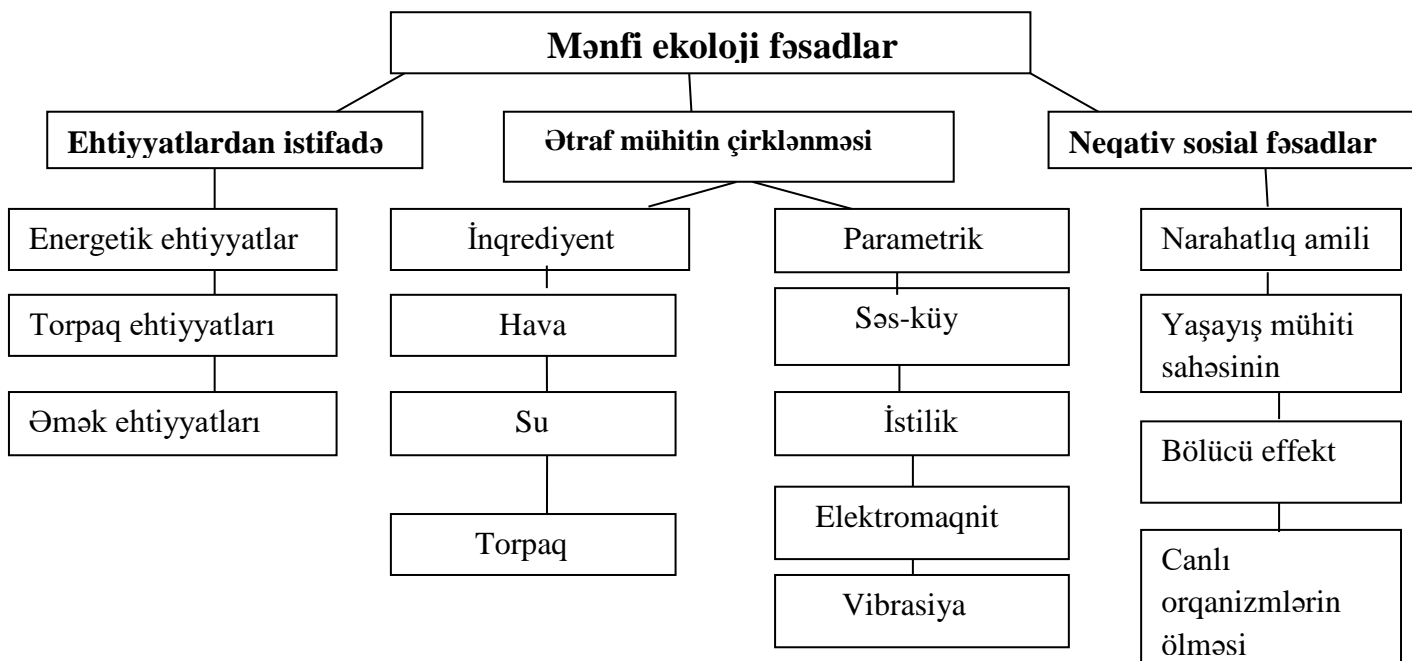 Mənfi ekoloji fəsadlar
Ehtiyyatlardan istifadə
Ətraf mühitin çirklənməsi
Neqativ sosial fəsadlar
Energetik ehtiyyatlar
İnqrediyent
Parametrik
Narahatlıq amili
Torpaq ehtiyyatları
Hava
Səs-küy
Yaşayış mühiti
sahəsinin
Əmək ehtiyyatları
Su
İstilik
Bölücü effekt
Torpaq
Elektromaqnit
Canlı
orqanizmlərin
ölməsi
Vibrasiya